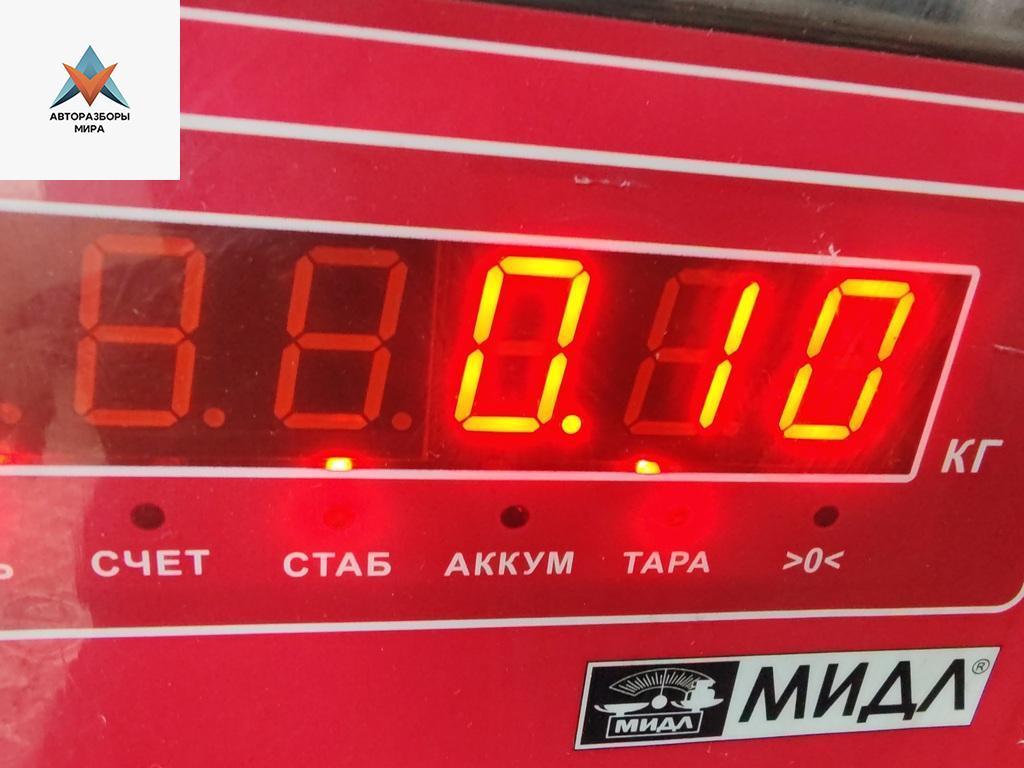 АВТОРАЗБОРЫ
МИРА
0.10
КГ
СЧЕТ СТАБ АККУМ ТАРА >0<
МИДЛ МИДЛ®